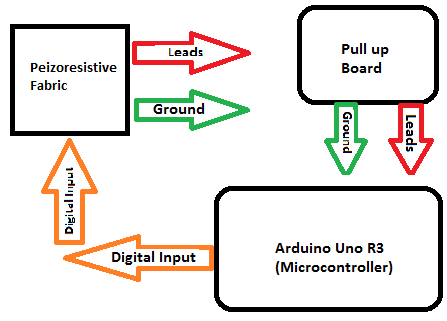 Leads
Pull up
Board
Peizoresistive
Fabric
Ground
Ground
Leads
Digital Input
Digital Input
Arduino Uno R3
(Microcontroller)